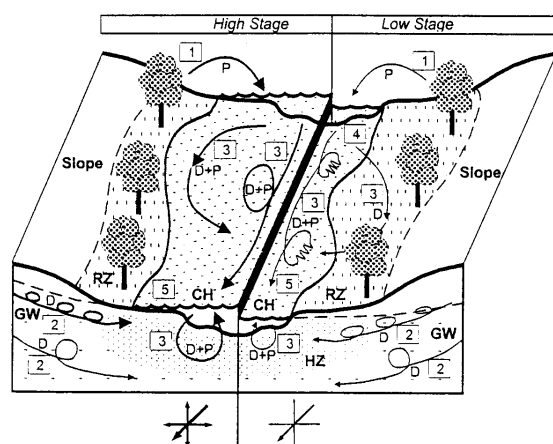 High Stage Low Stage
1 1
P P
4
3 3
Slope D+P D+P 3 3 Slope
D+P D
RZ 5 CH CH 5 RZ
GW D D GW
2 3 D+P D+P 3 2
D 2 HZ D 2